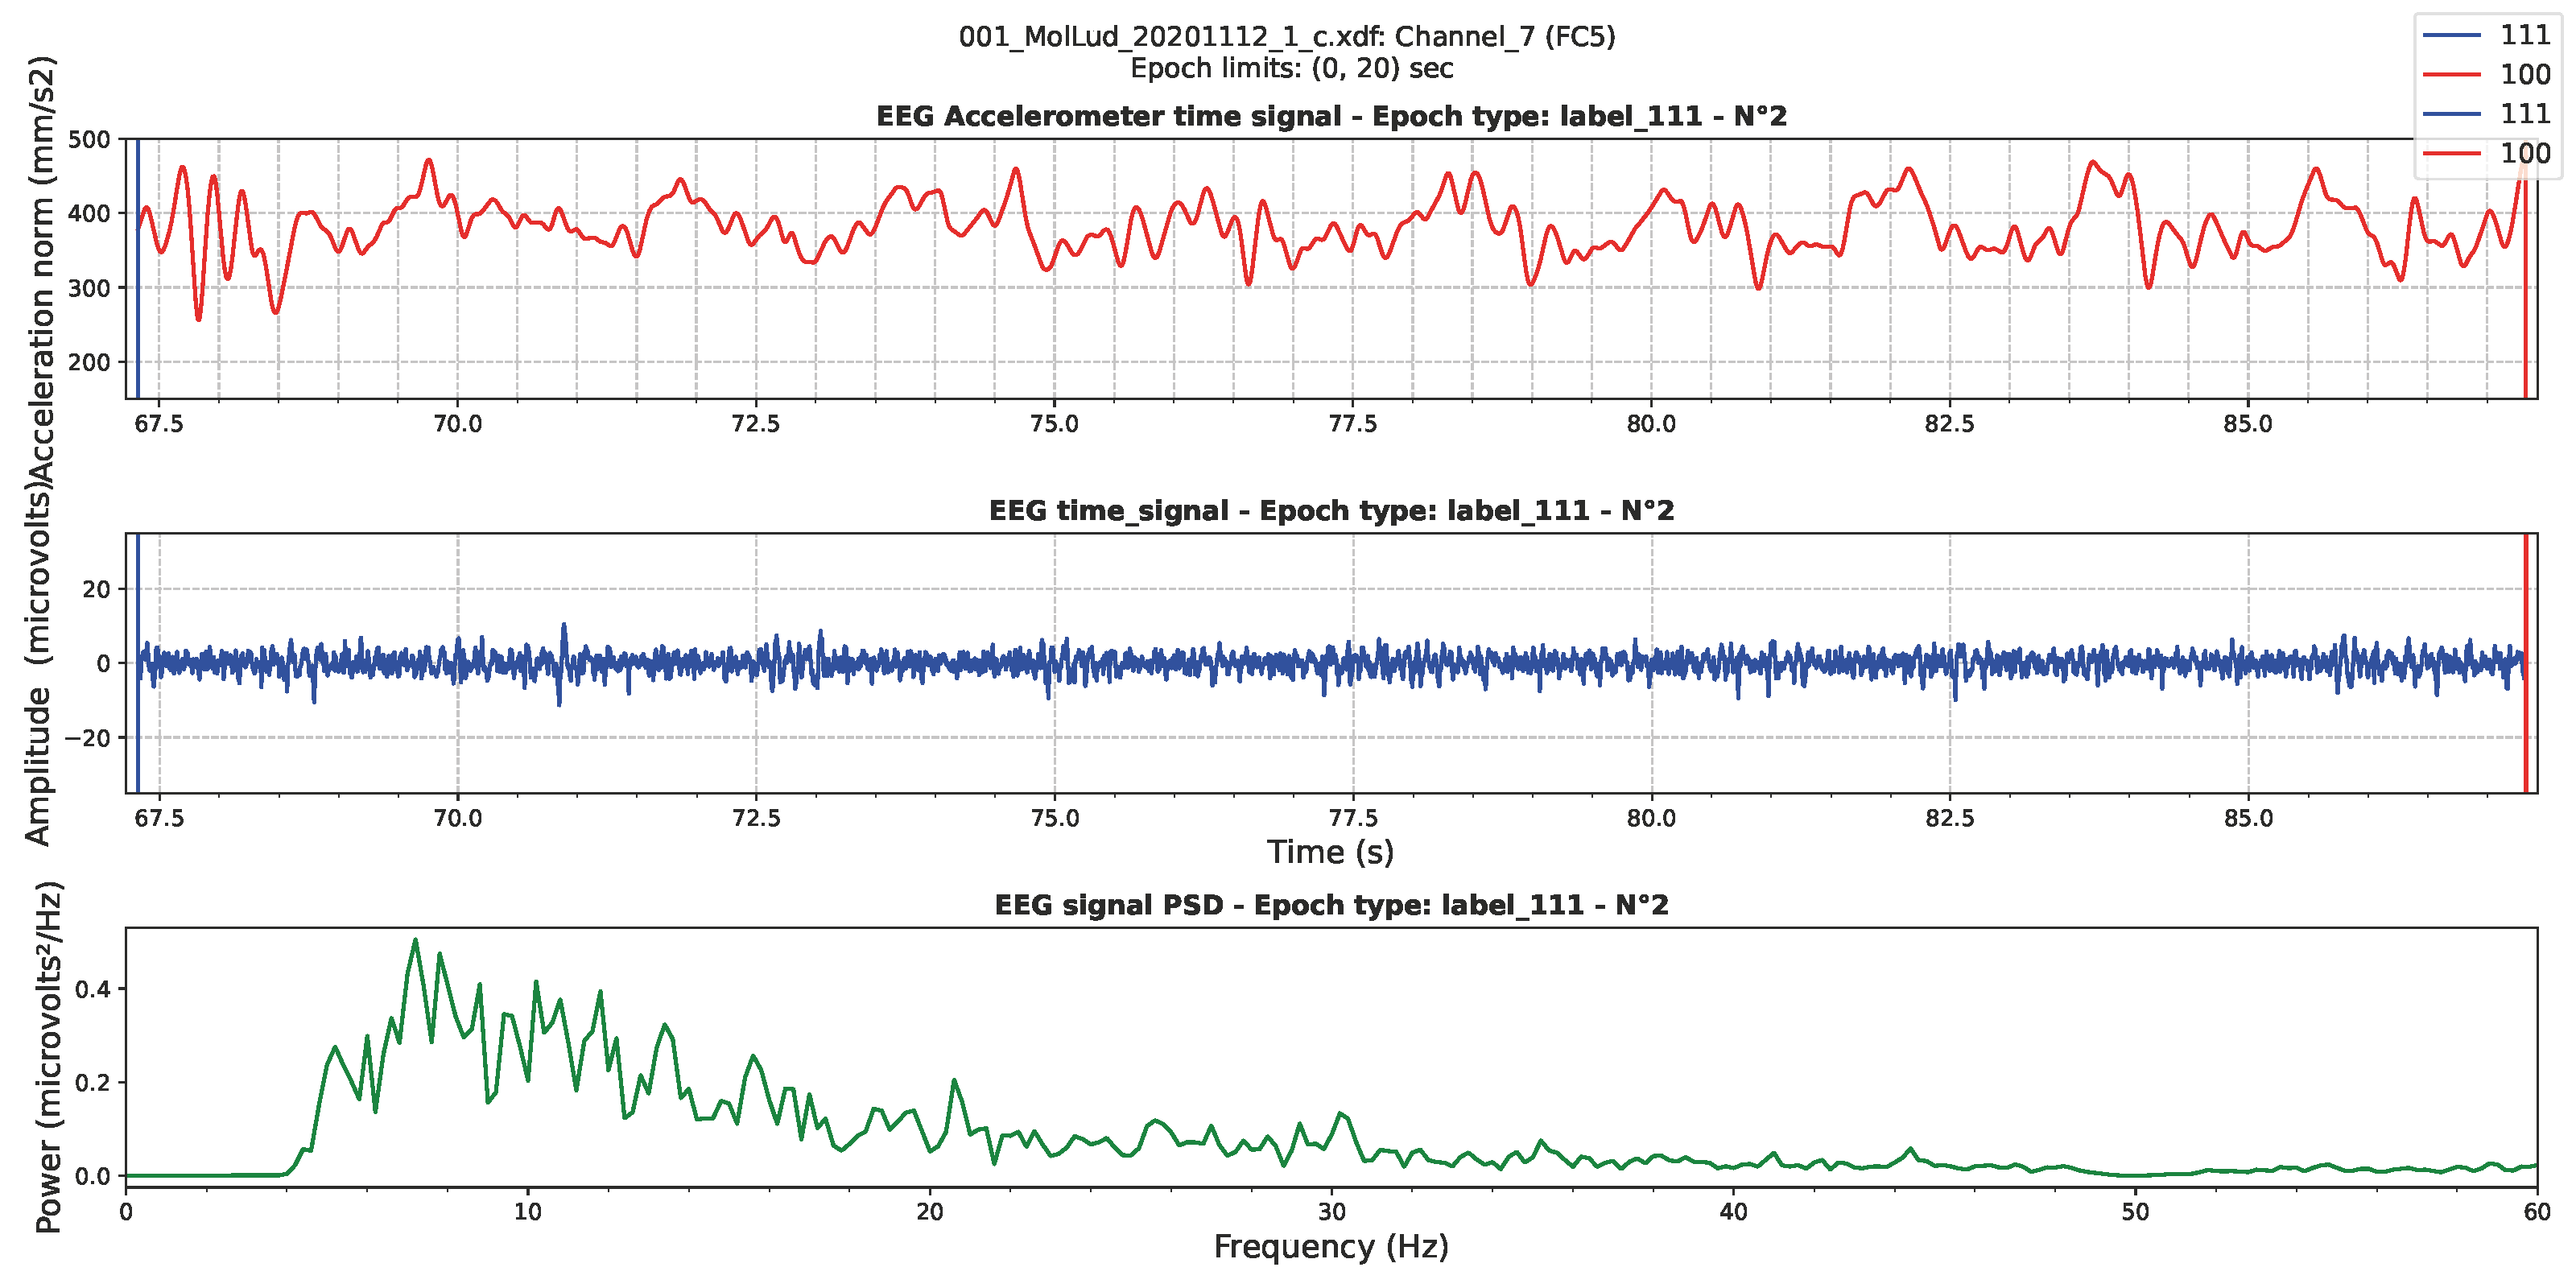 001_MolLud_20201112_1_c.xdf: Channel_7 (FC5)
Epoch limits: (0, 20) sec
111
100
111
100
EEG Accelerometer time signal - Epoch type: label_111 - N°2
Acceleration norm (mm/s2)
500
400
300
200
67.5 70.0 72.5 75.0 77.5 80.0 82.5 85.0
EEG time_signal - Epoch type: label_111 - N°2
Amplitude (microvolts)
20
0
−20
67.5 70.0 72.5 75.0 77.5 80.0 82.5 85.0
Time (s)
EEG signal PSD - Epoch type: label_111 - N°2
Power (microvolts²/Hz)
0.4
0.2
0.0
0 10 20 30 40 50 60
Frequency (Hz)